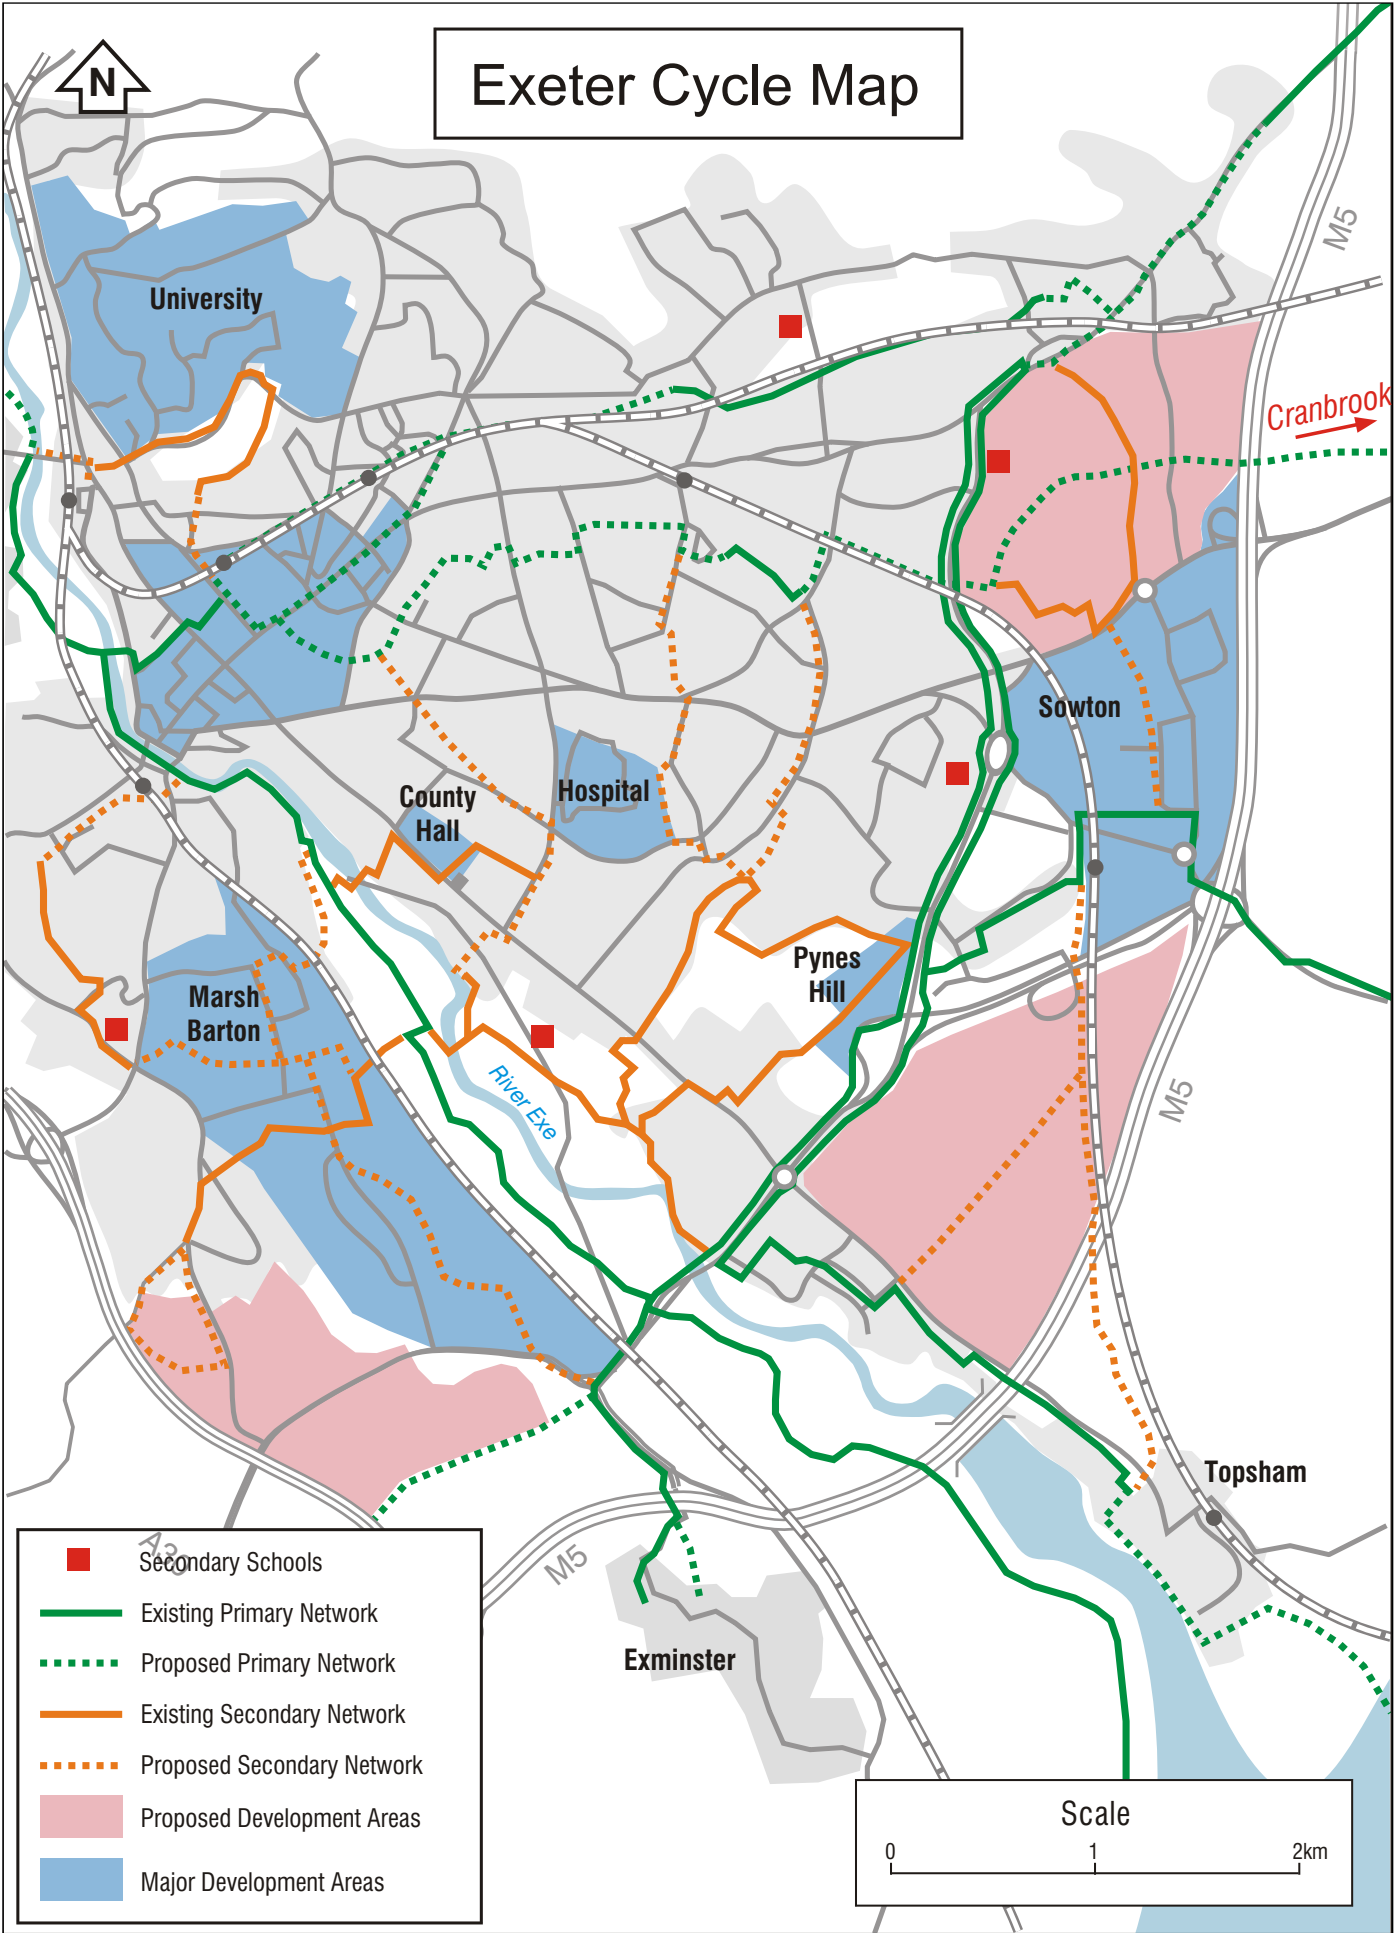 N
Exeter Cycle Map
M5
University
Cranbrook
Sowton
County
Hall
Hospital
Pynes
Hill
Marsh
Barton
River Exe
M5
Topsham
A30
M5
Exminster
Secondary Schools
Existing Primary Network
Proposed Primary Network
Existing Secondary Network
Proposed Secondary Network
Proposed Development Areas
Major Development Areas
Scale
0 1 2km